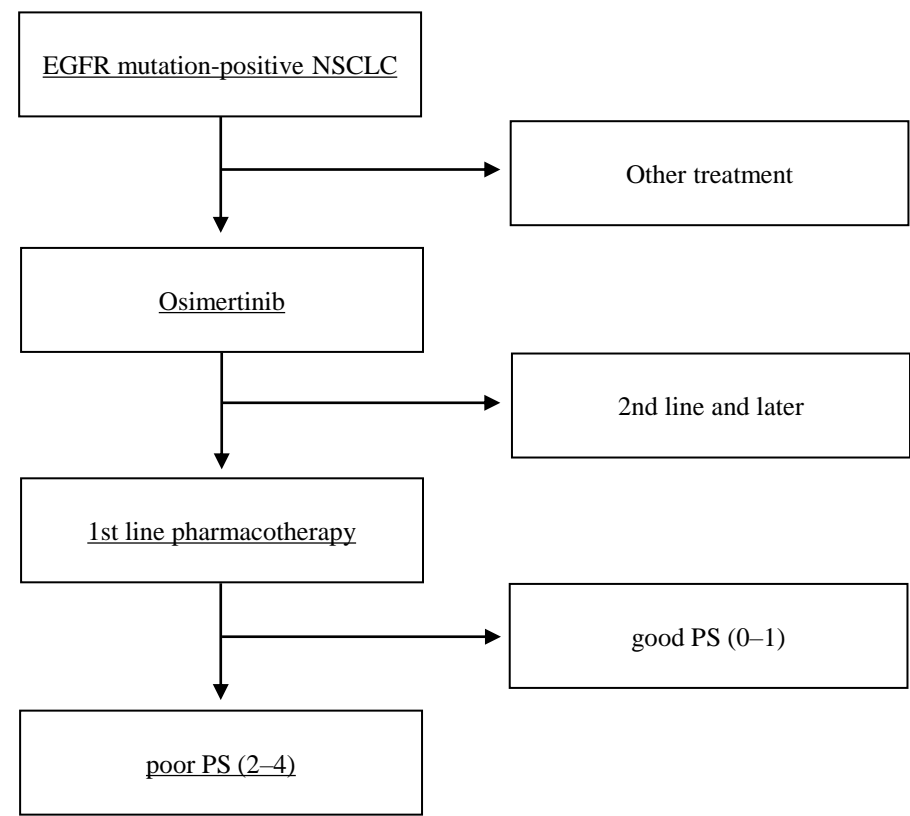 EGFR mutation-positive NSCLC
Other treatment
Osimertinib
2nd line and later
1st line pharmacotherapy
good PS (0–1)
poor PS (2–4)